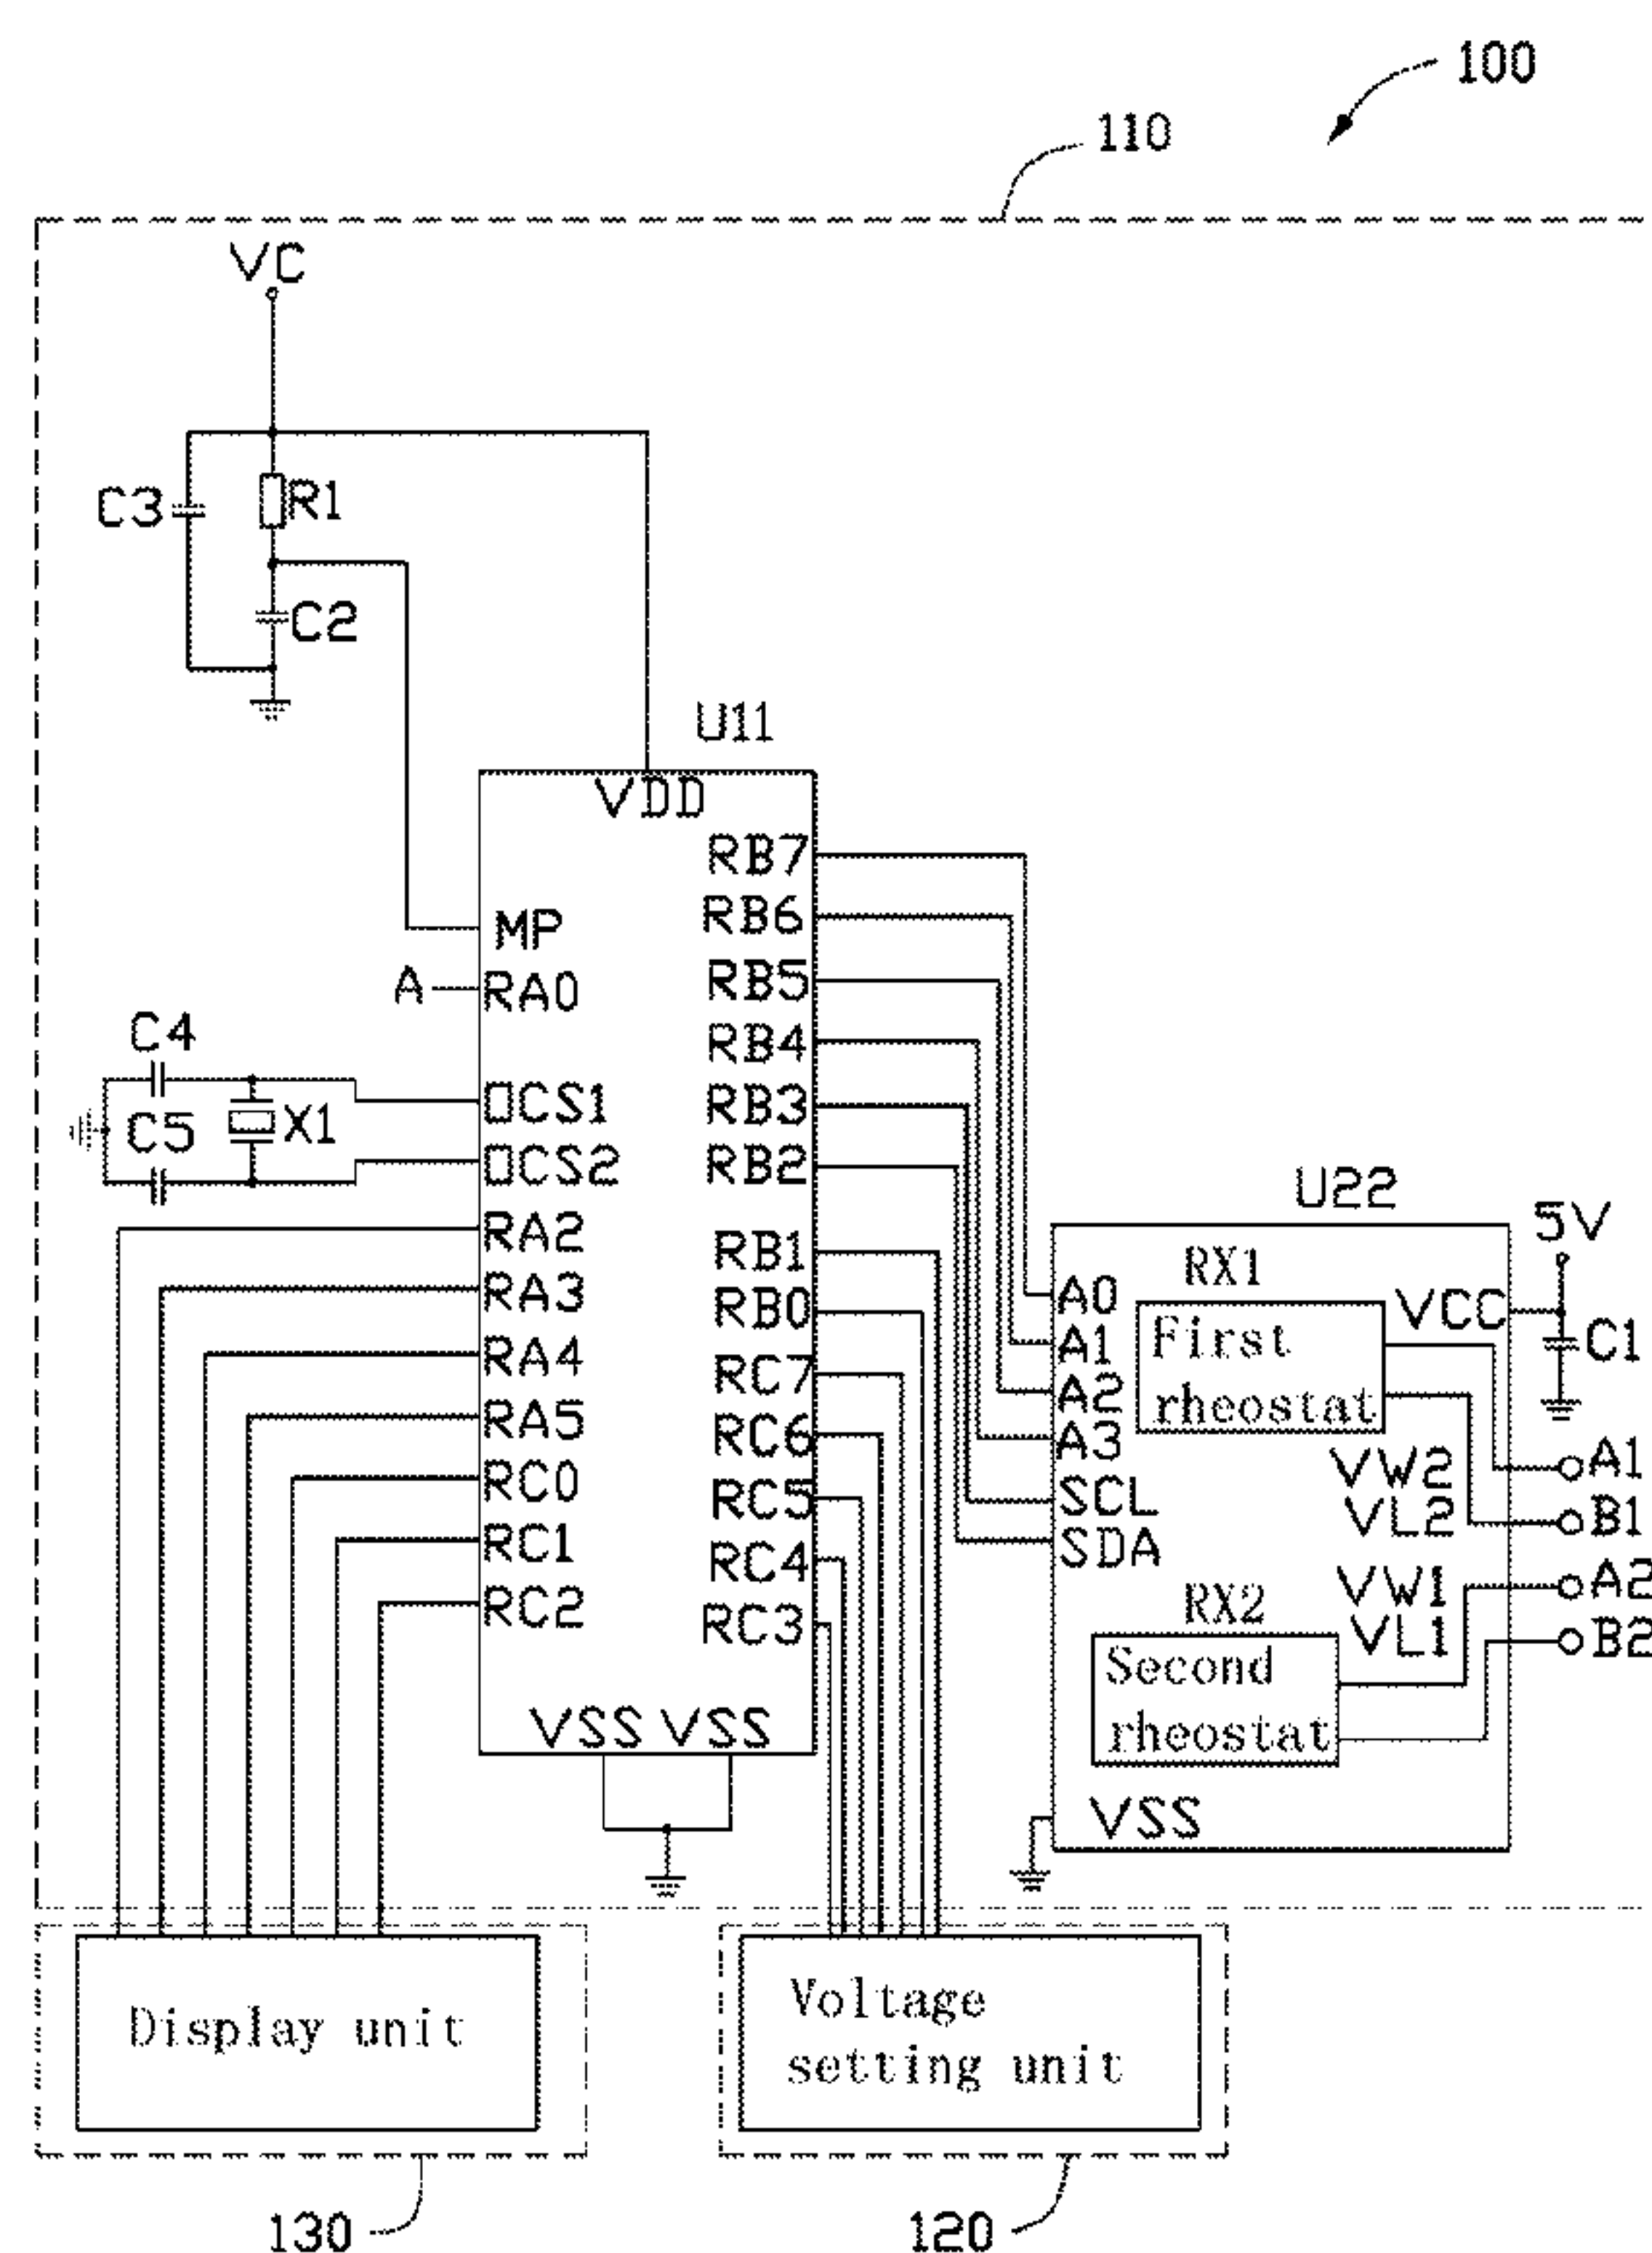 100
110
VC
C3
R1
C2
U11
VDD
RB7
MP
RB6
A
RA0
RB5
C4
RB4
OCS1
RB3
C5
X1
OCS2
RB2
U22
5V
RA2
RB1
RX1
RA3
RB0
A0
VCC
First
rheostat
C1
RA4
RC7
A1
A2
RA5
RC6
A3
VW2
A1
RC0
RC5
SCL
VL2
B1
RC1
RC4
SDA
VW1
A2
RC2
RC3
RX2
VL1
B2
Second
rheostat
VSS VSS
VSS
Display unit
Voltage
setting unit
130
120